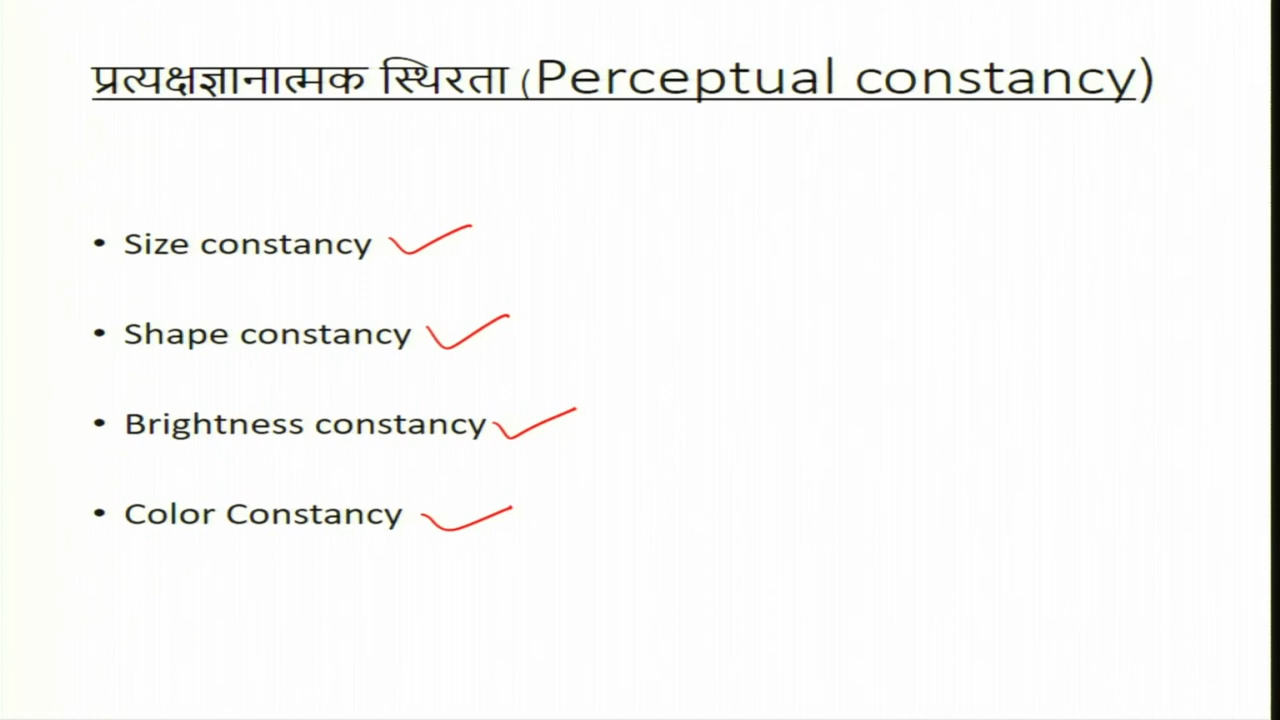 प्रत्यक्षज्ञानात्मक स्थिरता (Perceptual constancy)
• Size constancy
• Shape constancy
• Brightness constancy
• Color Constancy